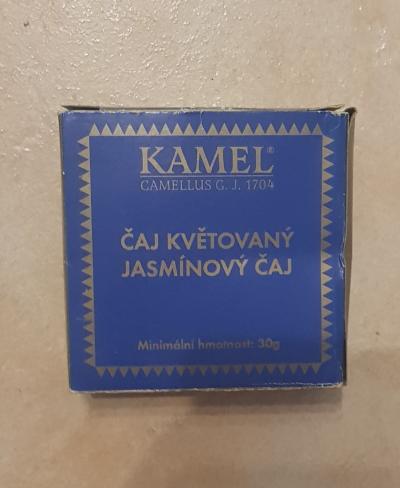 KAMEL®
CAMELLUS G. J. 1704
ČAJ KVĚTOVANÝ
JASMÍNOVÝ ČAJ
Minimální hmotnost: 30g